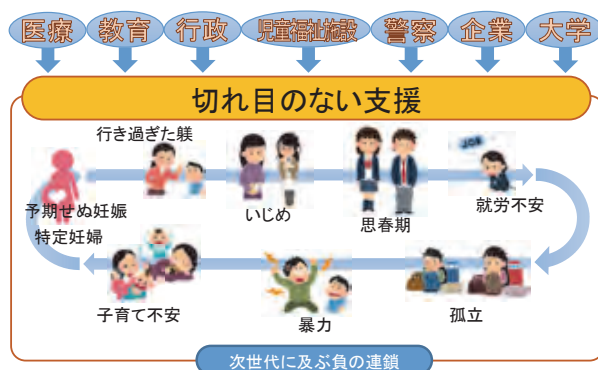 医療 教育 行政 児童福祉施設 警察 企業 大学
切れ目のない支援
行き過ぎた躾
JOB
予期せぬ妊娠
特定妊婦
いじめ
思春期
就労不安
子育て不安
暴力
孤立
次世代に及ぶ負の連鎖